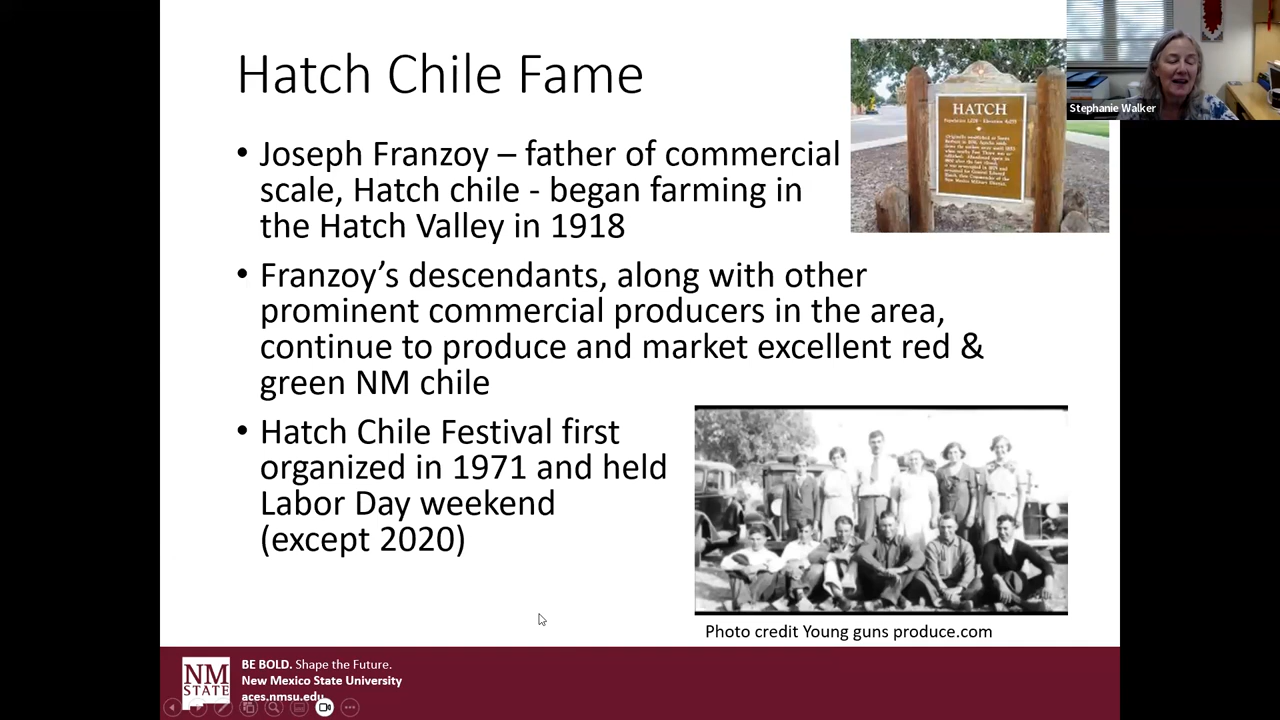 Hatch Chile Fame
Stephanie Walker
HATCH
• Joseph Franzoy – father of commercial
scale, Hatch chile - began farming in
the Hatch Valley in 1918
• Franzoy's descendants, along with other
prominent commercial producers in the area,
continue to produce and market excellent red &
green NM chile
• Hatch Chile Festival first
organized in 1971 and held
Labor Day weekend
(except 2020)
Photo credit Young guns produce.com
NM
STATE
BE BOLD. Shape the Future.
New Mexico State University
aces.nmsu.edu